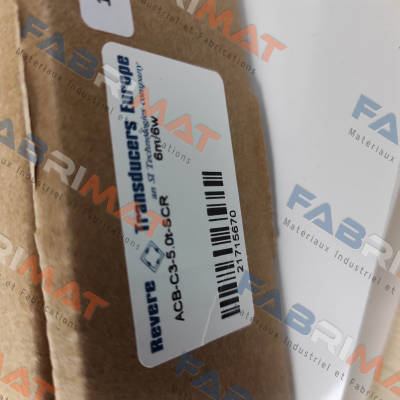 Revere
Transducers Europe
an SI Technologies company
6m/6w
ACB-C3-5.0t-SCR
21715670
FABRIMAT
Matériaux Industriel et Fabrications